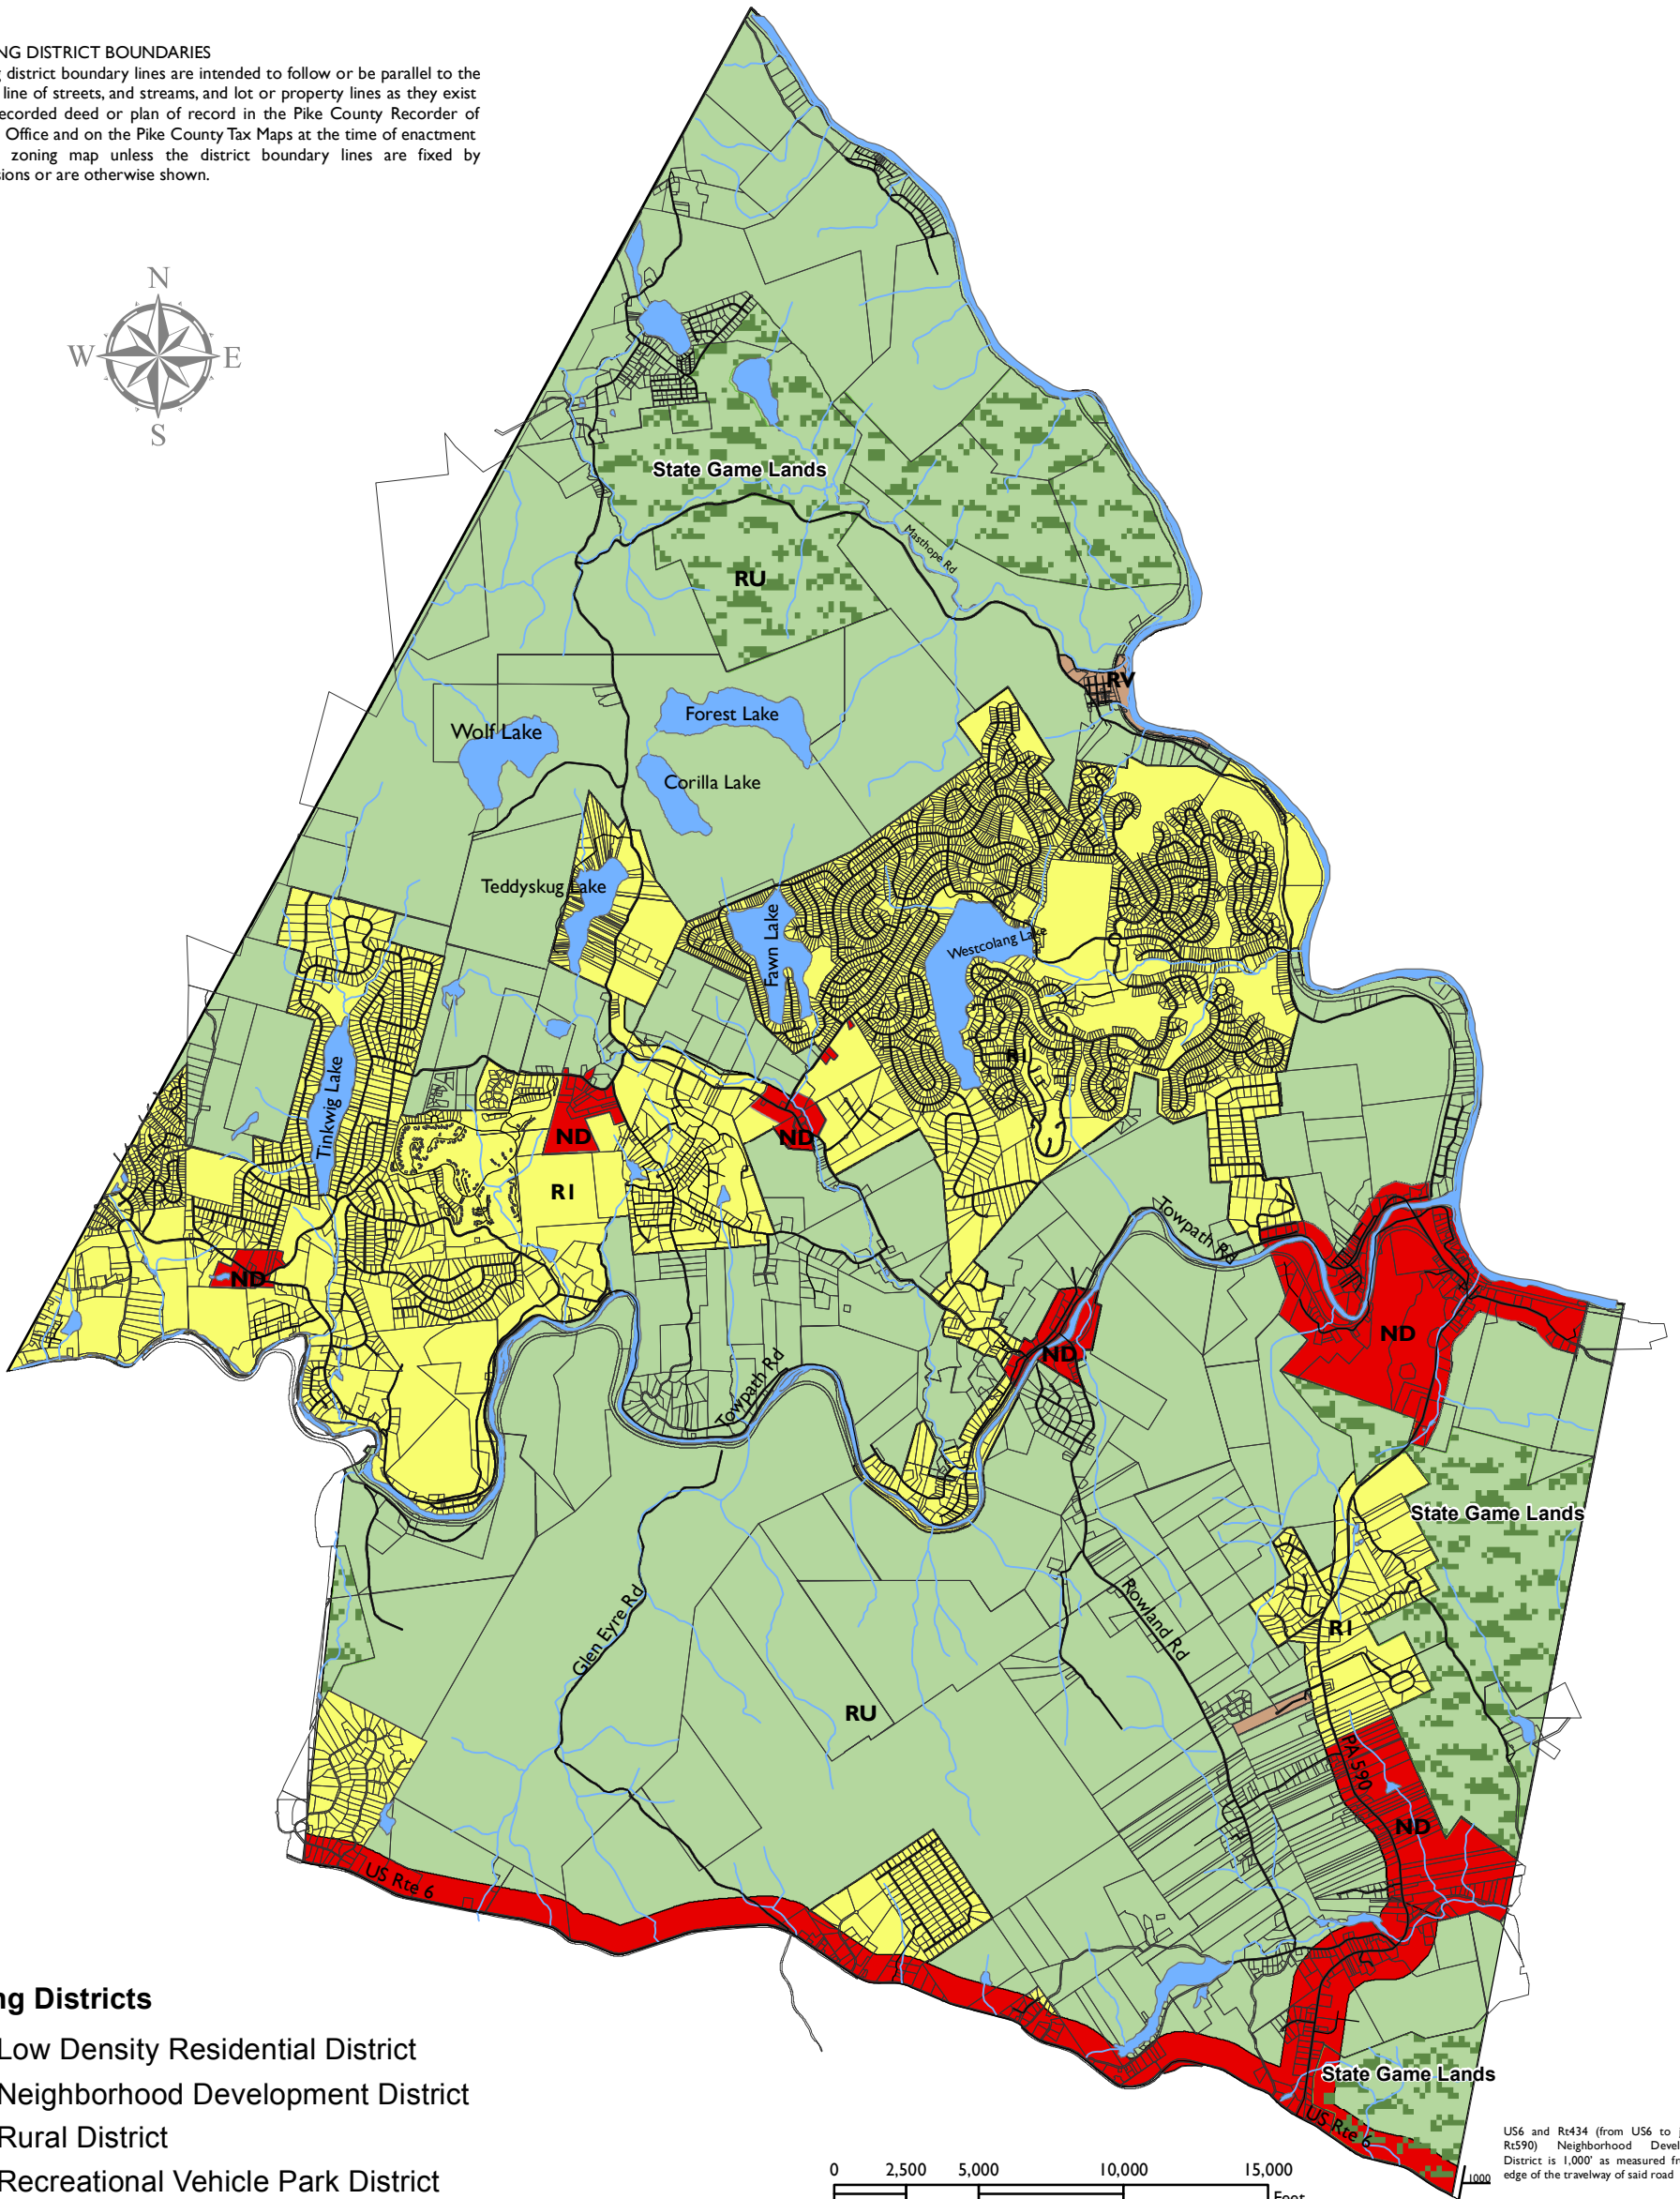 NG DISTRICT BOUNDARIES
district boundary lines are intended to follow or be parallel to the
line of streets, and streams, and lot or property lines as they exist
ecorded deed or plan of record in the Pike County Recorder of
Office and on the Pike County Tax Maps at the time of enactment
zoning map unless the district boundary lines are fixed by
sions or are otherwise shown.
N
W
E
S
State Game Lands
Masthope Rd
RU
RV
Forest Lake
Wolf Lake
Corilla Lake
Teddyskug Lake
Fawn Lake
Westcolang Lake
Tinkwig Lake
R1
ND
ND
R1
Towpath Rd
ND
ND
ND
Towpath Rd
State Game Lands
Glen Eyre Rd
Rowland Rd
R1
RU
PA 590
ND
US Rte 6
State Game Lands
US Rte 6
ng Districts
Low Density Residential District
Neighborhood Development District
Rural District
Recreational Vehicle Park District
0 2,500 5,000 10,000 15,000
Feet
1000
US6 and Rt434 (from US6 to
Rt590) Neighborhood Devel
District is 1,000' as measured fr
edge of the travelway of said road